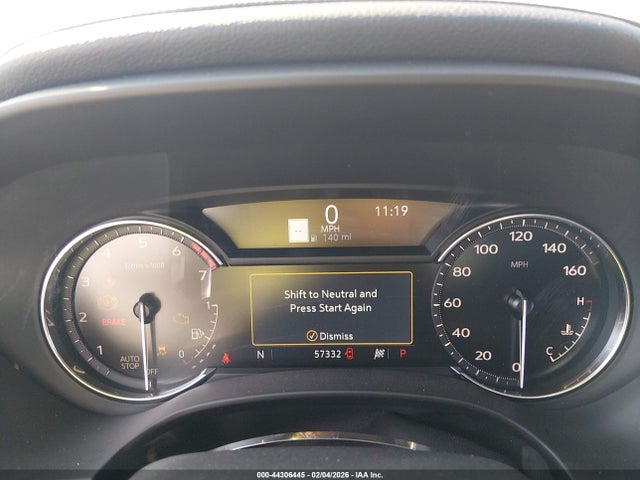 0
MPH
11:19
--
140 mi
4 5 6
3 7
2
1
0
x1000
BRAKE
AUTO
STOP
OFF
1
Shift to Neutral and
Press Start Again
Dismiss
N 57332 P
120
100 140
80 MPH 160
60
40
20
0
H
C
000-44306445 - 02/04/2026 - IAA Inc.